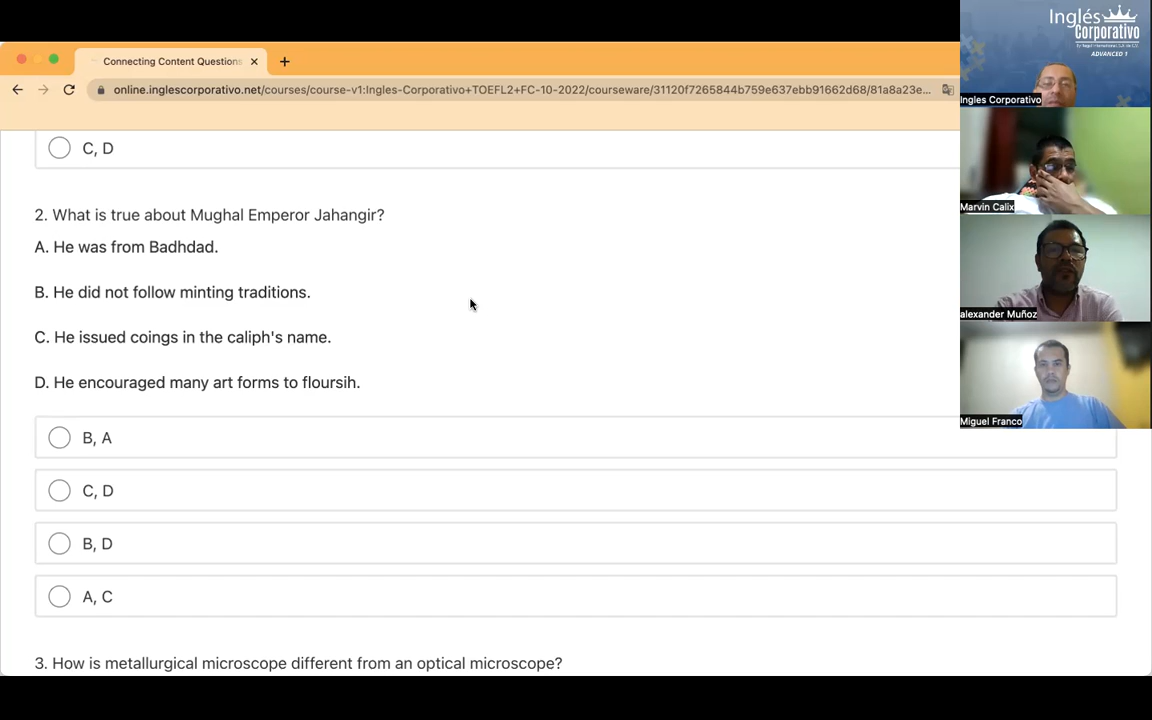 Connecting Content Questions
online.inglescorporativo.net/courses/course-v1:Ingles-Corporativo+TOEFL2+FC-10-2022/courseware/31120f7265844b759e637ebb91662d68/81a8a23e...
C, D
2. What is true about Mughal Emperor Jahangir?
A. He was from Badhdad.
B. He did not follow minting traditions.
C. He issued coings in the caliph's name.
D. He encouraged many art forms to floursih.
B, A
C, D
B, D
A, C
3. How is metallurgical microscope different from an optical microscope?
Inglés
Corporativo
ADVANCED 1
Ingles Corporativo
Marvin Calix
alexander Muñoz
Miguel Franco